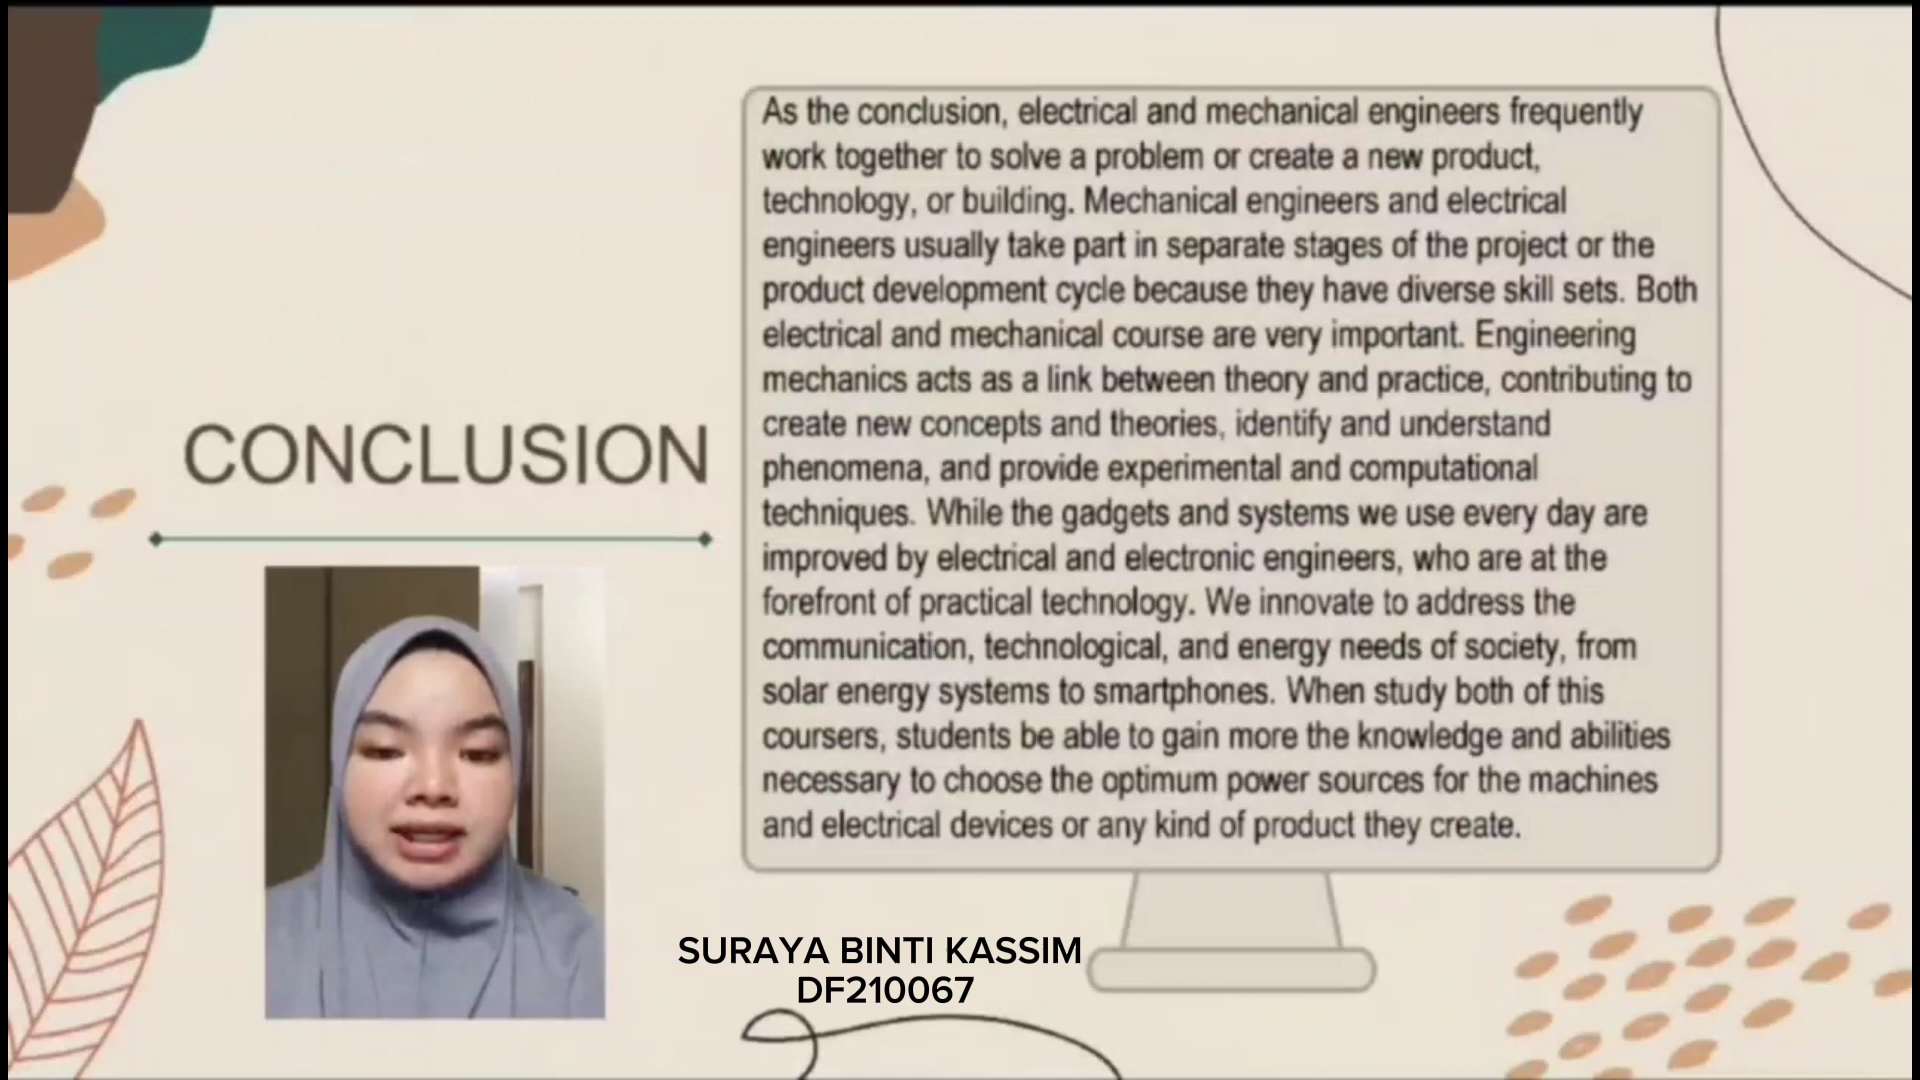 CONCLUSION
As the conclusion, electrical and mechanical engineers frequently
work together to solve a problem or create a new product,
technology, or building. Mechanical engineers and electrical
engineers usually take part in separate stages of the project or the
product development cycle because they have diverse skill sets. Both
electrical and mechanical course are very important. Engineering
mechanics acts as a link between theory and practice, contributing to
create new concepts and theories, identify and understand
phenomena, and provide experimental and computational
techniques. While the gadgets and systems we use every day are
improved by electrical and electronic engineers, who are at the
forefront of practical technology. We innovate to address the
communication, technological, and energy needs of society, from
solar energy systems to smartphones. When study both of this
coursers, students be able to gain more the knowledge and abilities
necessary to choose the optimum power sources for the machines
and electrical devices or any kind of product they create.
SURAYA BINTI KASSIM
DF210067